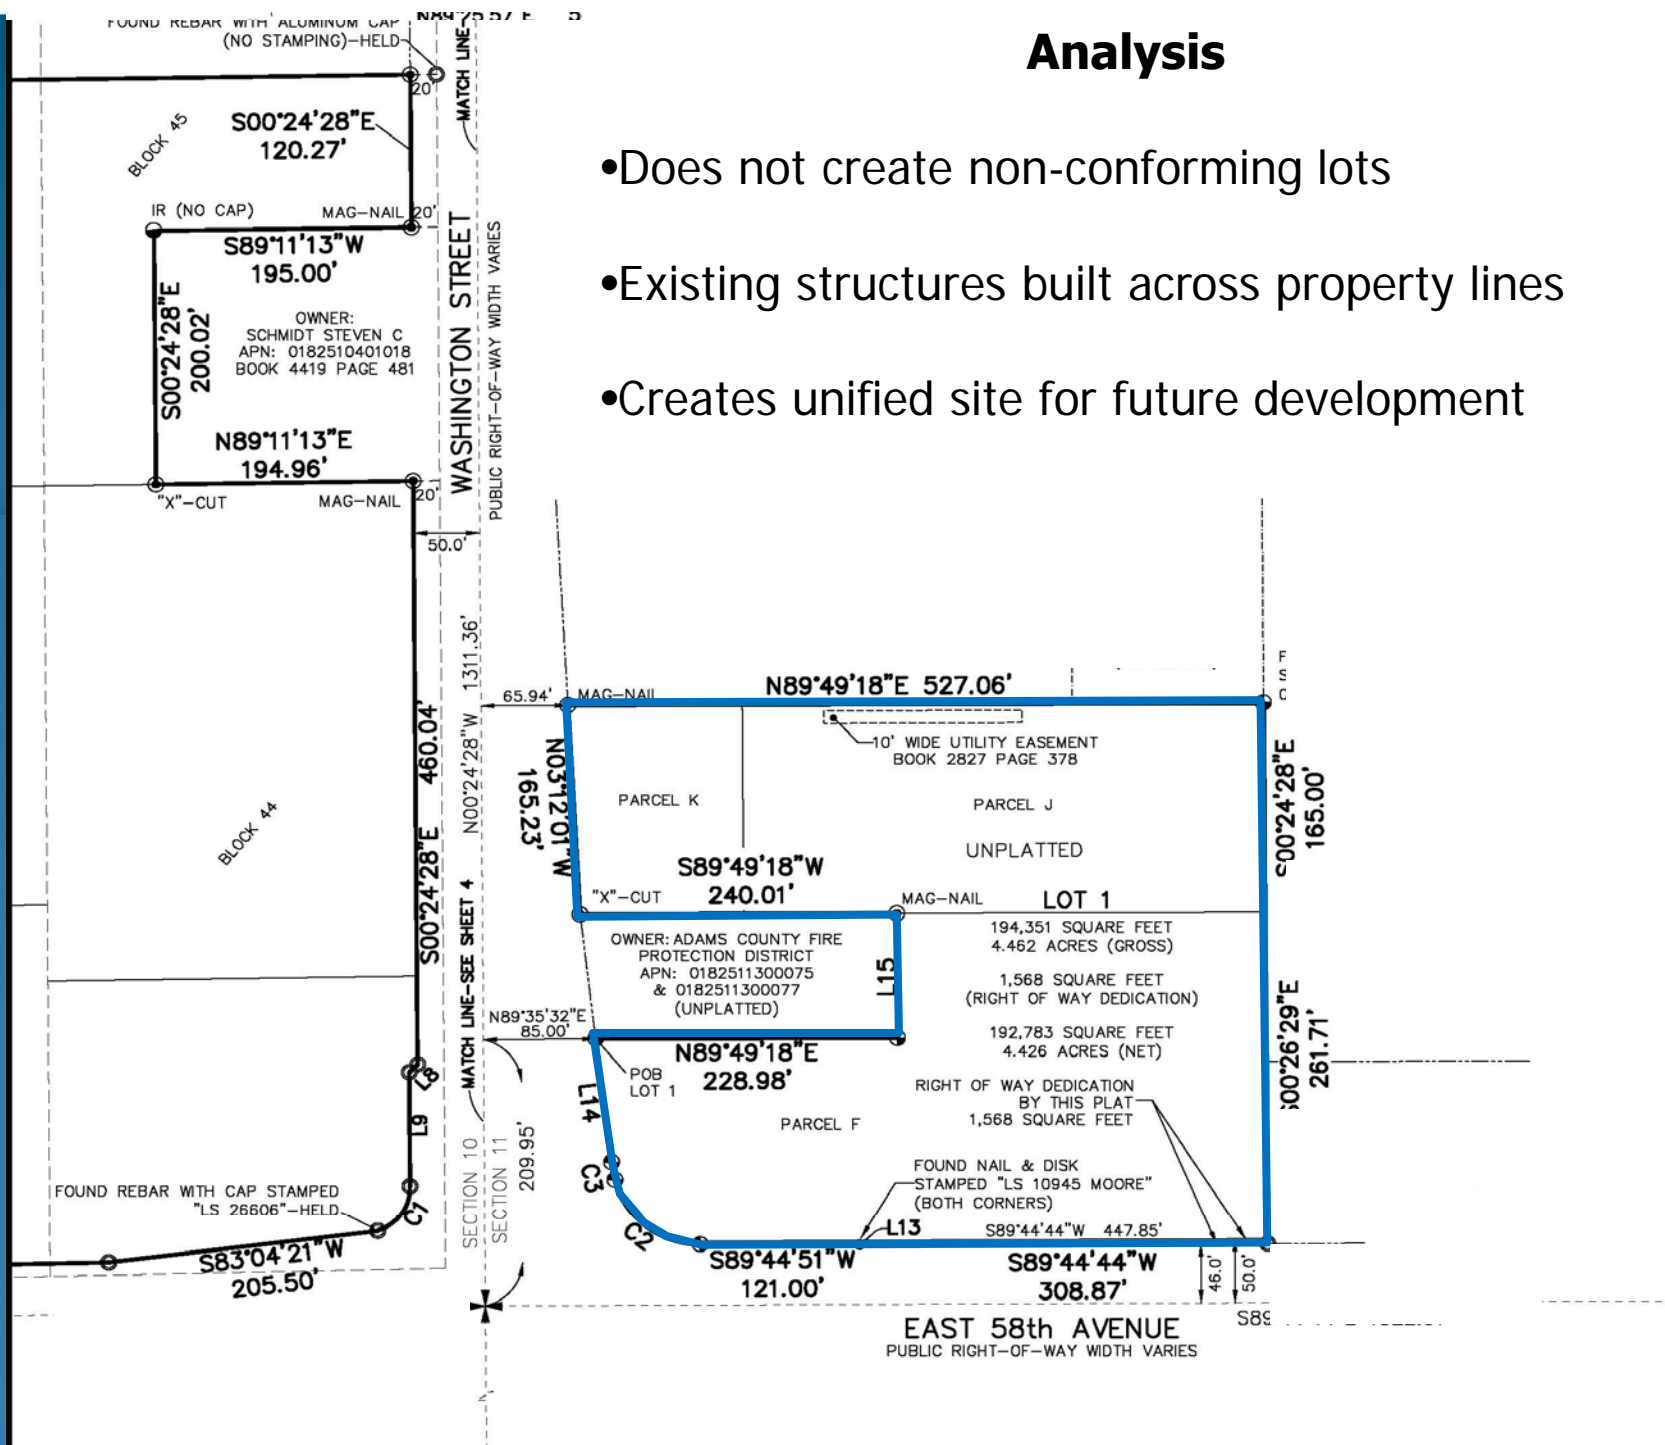 Analysis
•Does not create non-conforming lots
•Existing structures built across property lines
•Creates unified site for future development
FOUND REBAR WITH ALUMINUM CAP
(NO STAMPING)-HELD
N89°25'57"E
20'
MATCH LINE-
BLOCK 45
S00°24'28"E
120.27'
IR (NO CAP)
MAG-NAIL
20'
S89°11'13"W
195.00'
S00°24'28"E
200.02'
OWNER:
SCHMIDT STEVEN C
APN: 0182510401018
BOOK 4419 PAGE 481
N89°11'13"E
194.96'
"X"-CUT
MAG-NAIL
20'
WASHINGTON STREET
PUBLIC RIGHT-OF-WAY WIDTH VARIES
50.0'
S00°24'28"E 460.04'
BLOCK 44
N00°24'28"W 1311.36'
MATCH LINE-SEE SHEET 4
L8
L9
C1
FOUND REBAR WITH CAP STAMPED
"LS 26606"-HELD
S83°04'21"W
205.50'
SECTION 10
SECTION 11
209.95'
65.94'
MAG-NAIL
N89°49'18"E 527.06'
10' WIDE UTILITY EASEMENT
BOOK 2827 PAGE 378
N03°12'01"W
165.23'
PARCEL K
PARCEL J
UNPLATTED
S00°24'28"E
165.00'
S89°49'18"W
240.01'
"X"-CUT
MAG-NAIL
LOT 1
194,351 SQUARE FEET
4.462 ACRES (GROSS)
1,568 SQUARE FEET
(RIGHT OF WAY DEDICATION)
192,783 SQUARE FEET
4.426 ACRES (NET)
OWNER: ADAMS COUNTY FIRE
PROTECTION DISTRICT
APN: 0182511300075
& 0182511300077
(UNPLATTED)
L15
N89°35'32"E
85.00'
N89°49'18"E
228.98'
POB
LOT 1
L14
S00°26'29"E
261.71'
RIGHT OF WAY DEDICATION
BY THIS PLAT
1,568 SQUARE FEET
PARCEL F
FOUND NAIL & DISK
STAMPED "LS 10945 MOORE"
(BOTH CORNERS)
C3
C2
L13
S89°44'44"W 447.85'
S89°44'51"W
121.00'
S89°44'44"W
308.87'
46.0'
50.0'
S89
EAST 58th AVENUE
PUBLIC RIGHT-OF-WAY WIDTH VARIES